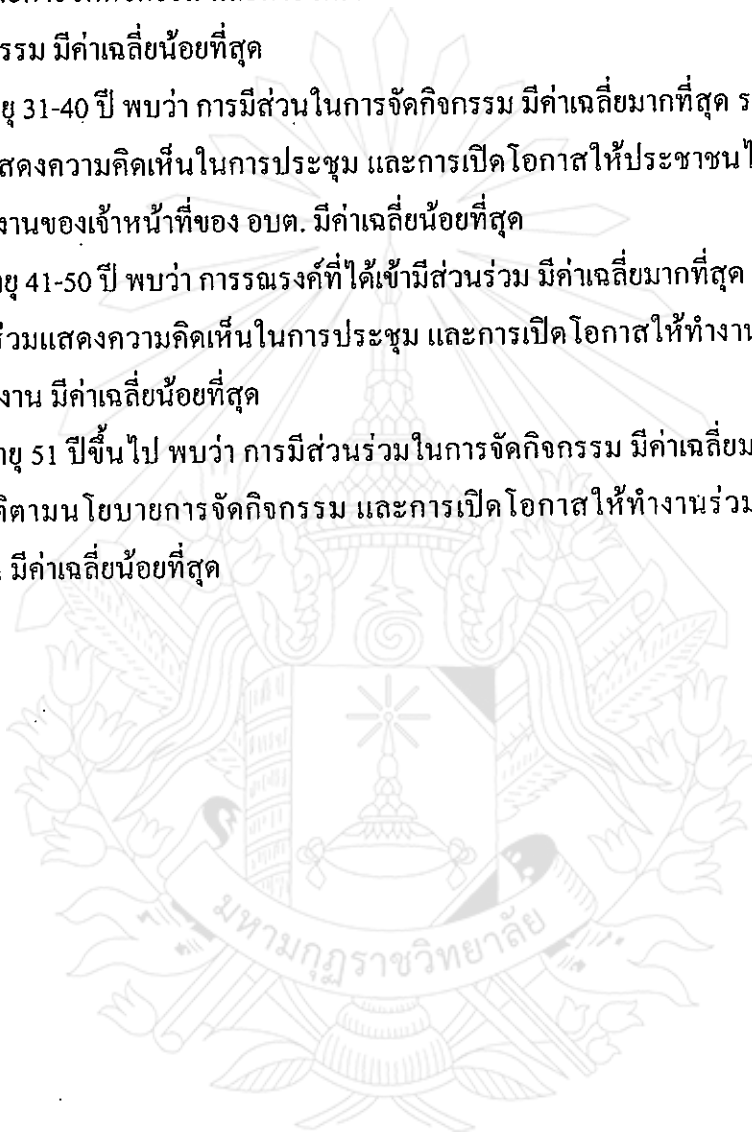 รรม มีค่าเฉลี่ยน้อยที่สุด
ยุ 31-40 ปี พบว่า การมีส่วนในการจัดกิจกรรม มีค่าเฉลี่ยมากที่สุด ร
สดงความคิดเห็นในการประชุม และการเปิดโอกาสให้ประชาชนไ
งานของเจ้าหน้าที่ของ อบต. มีค่าเฉลี่ยน้อยที่สุด
ายุ 41-50 ปี พบว่า การรณรงค์ที่ได้เข้ามีส่วนร่วม มีค่าเฉลี่ยมากที่สุด
ร่วมแสดงความคิดเห็นในการประชุม และการเปิดโอกาสให้ทำงาน
งาน มีค่าเฉลี่ยน้อยที่สุด
ายุ 51 ปีขึ้นไป พบว่า การมีส่วนร่วมในการจัดกิจกรรม มีค่าเฉลี่ยม
ติตามนโยบายการจัดกิจกรรม และการเปิดโอกาสให้ทำงานร่วม
มีค่าเฉลี่ยน้อยที่สุด
มหามกุฏราชวิทยาลัย